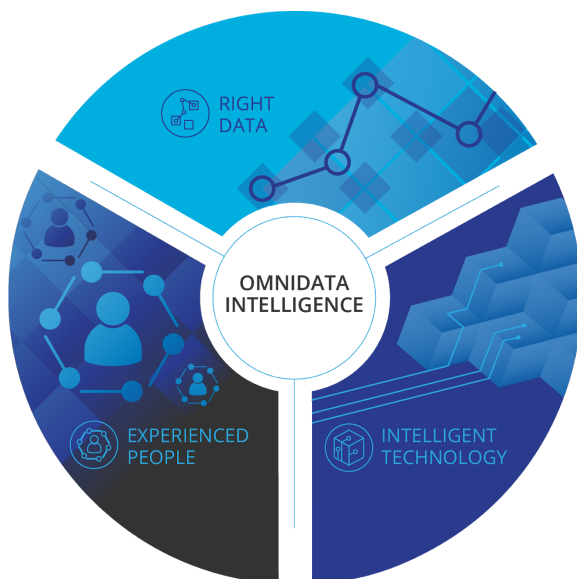 RIGHT
DATA
OMNIDATA
INTELLIGENCE
EXPERIENCED
PEOPLE
INTELLIGENT
TECHNOLOGY